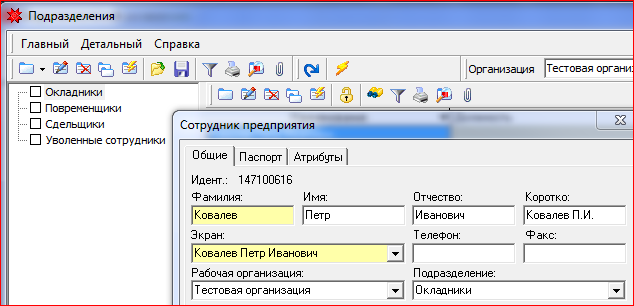 Подразделения
Главный Детальный Справка
Организация Тестовая органи
Окладники
Повременщики
Сдельщики
Уволенные сотрудники
Сотрудник предприятия
Общие Паспорт Атрибуты
Идент.: 147100616
Фамилия: Имя: Отчество: Коротко:
Ковалев Петр Иванович Ковалев П.И.
Экран: Телефон: Факс:
Ковалев Петр Иванович
Рабочая организация: Подразделение:
Тестовая организация Окладники